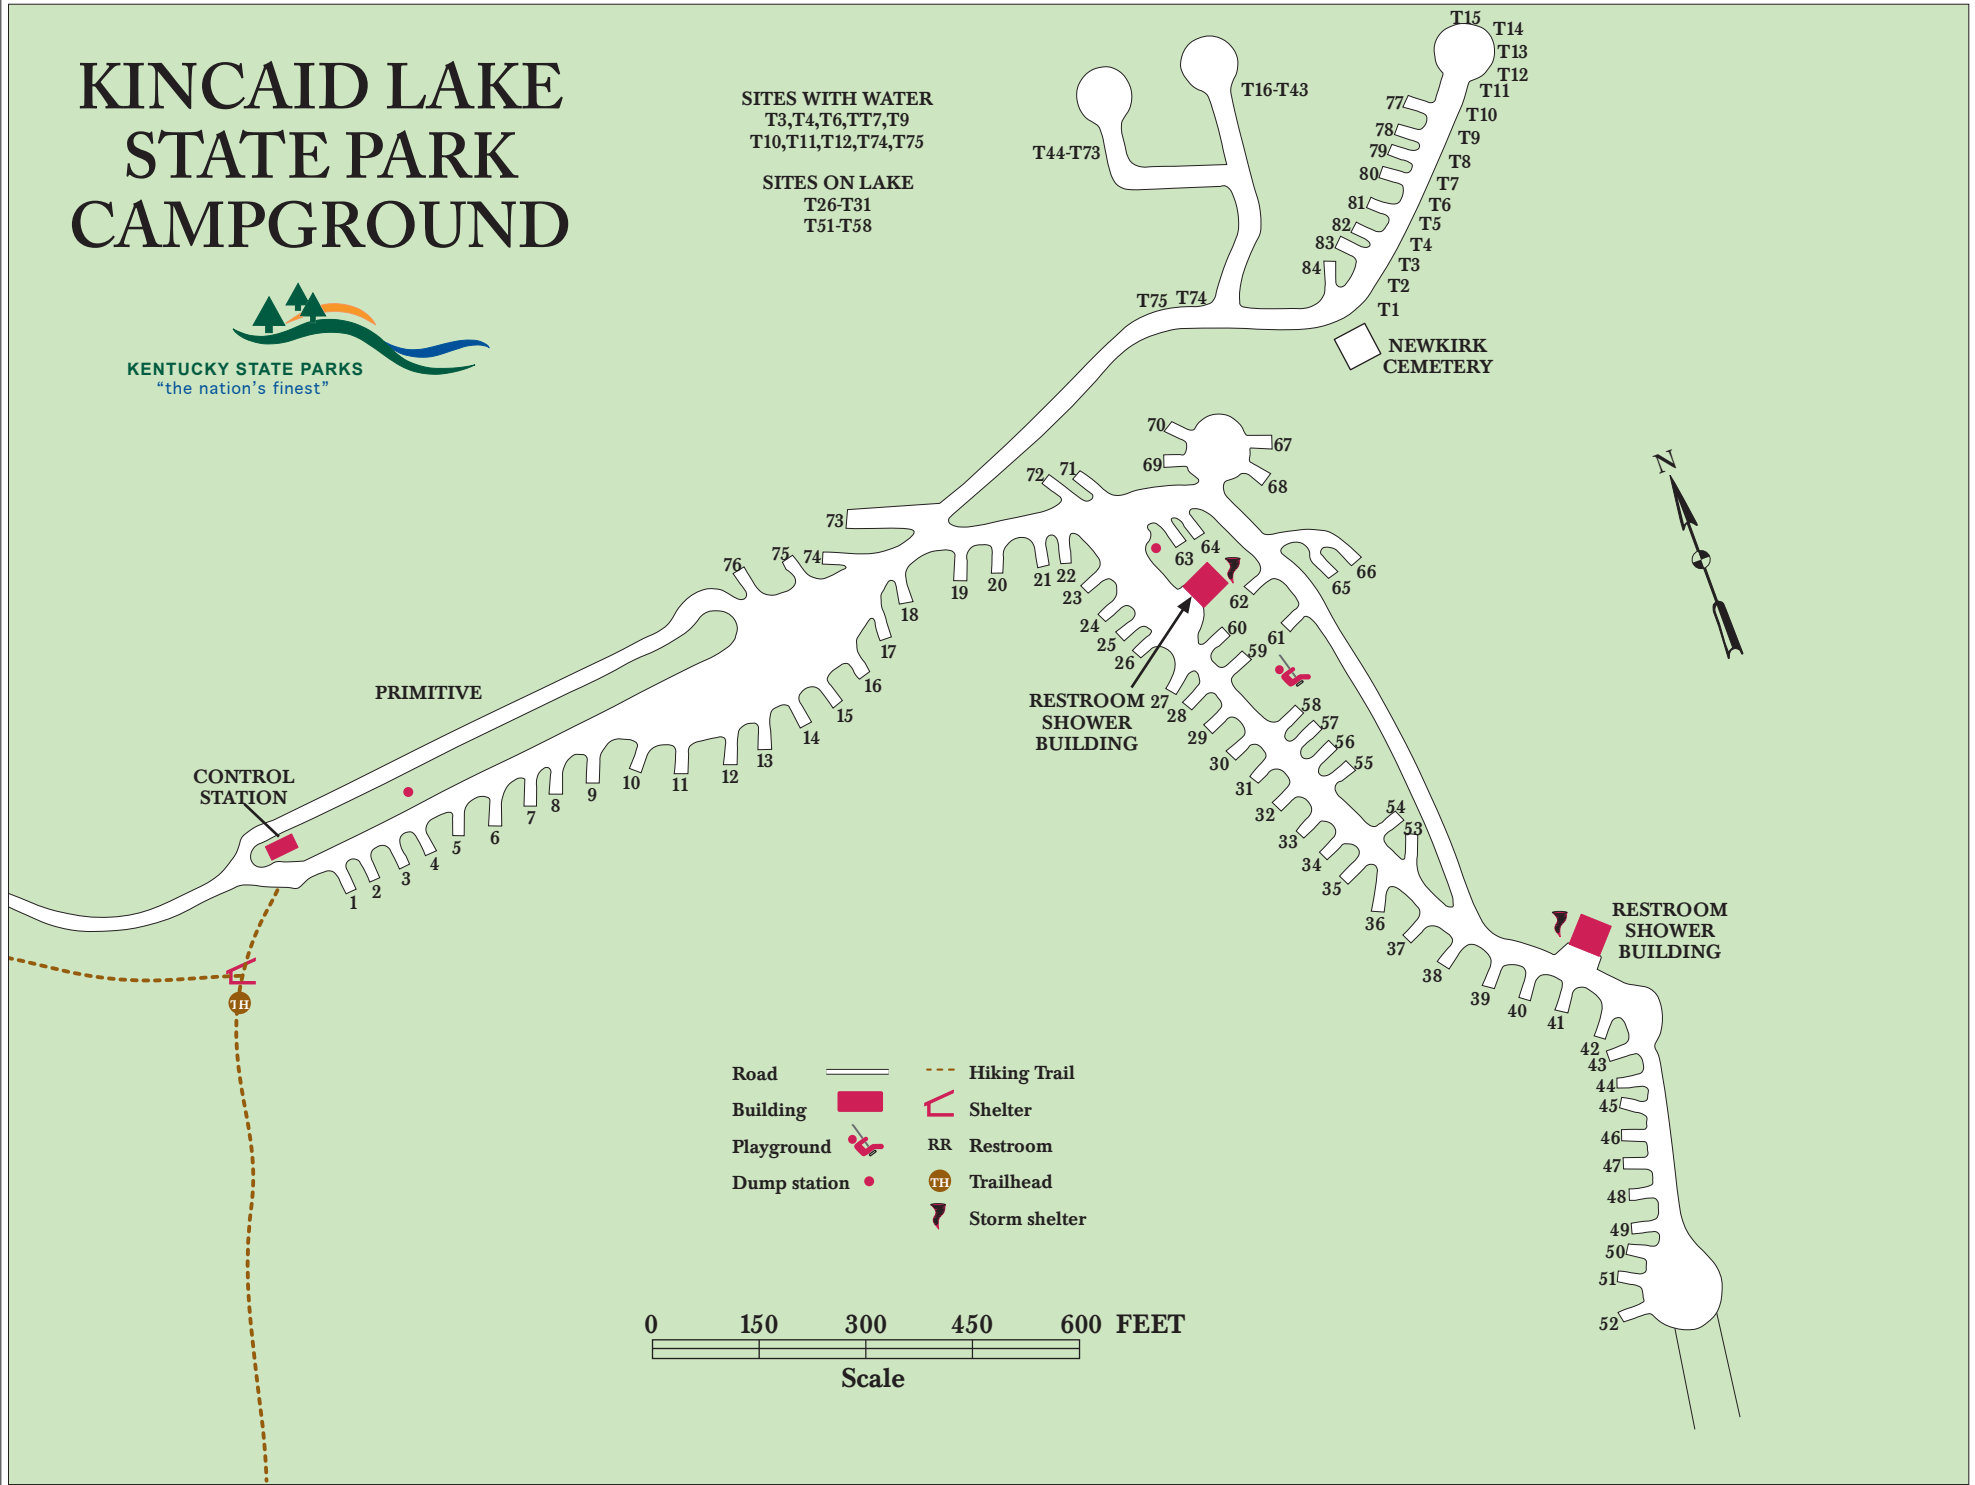 KINCAID LAKE
STATE PARK
CAMPGROUND
KENTUCKY STATE PARKS
“the nation’s finest”
SITES WITH WATER
T3,T4,T6,TT7,T9
T10,T11,T12,T74,T75
SITES ON LAKE
T26-T31
T51-T58
T44-T73
T16-T43
T15
T14
T13
T12
T11
T10
T9
T8
T7
T6
T5
T4
T3
T2
T1
77
78
79
80
81
82
83
84
T75
T74
NEWKIRK
CEMETERY
N
70
69
67
68
72
71
73
74
75
76
63
64
62
61
60
59
65
66
58
57
56
55
54
53
PRIMITIVE
CONTROL
STATION
1
2
3
4
5
6
7
8
9
10
11
12
13
14
15
16
17
18
19
20
21
22
23
24
25
26
27
28
29
30
31
32
33
34
35
36
37
38
39
40
41
42
43
44
45
46
47
48
49
50
51
52
RESTROOM
SHOWER
BUILDING
RESTROOM
SHOWER
BUILDING
TH
Road
Building
Playground
Dump station
Hiking Trail
Shelter
RR Restroom
TH Trailhead
Storm shelter
0 150 300 450 600 FEET
Scale